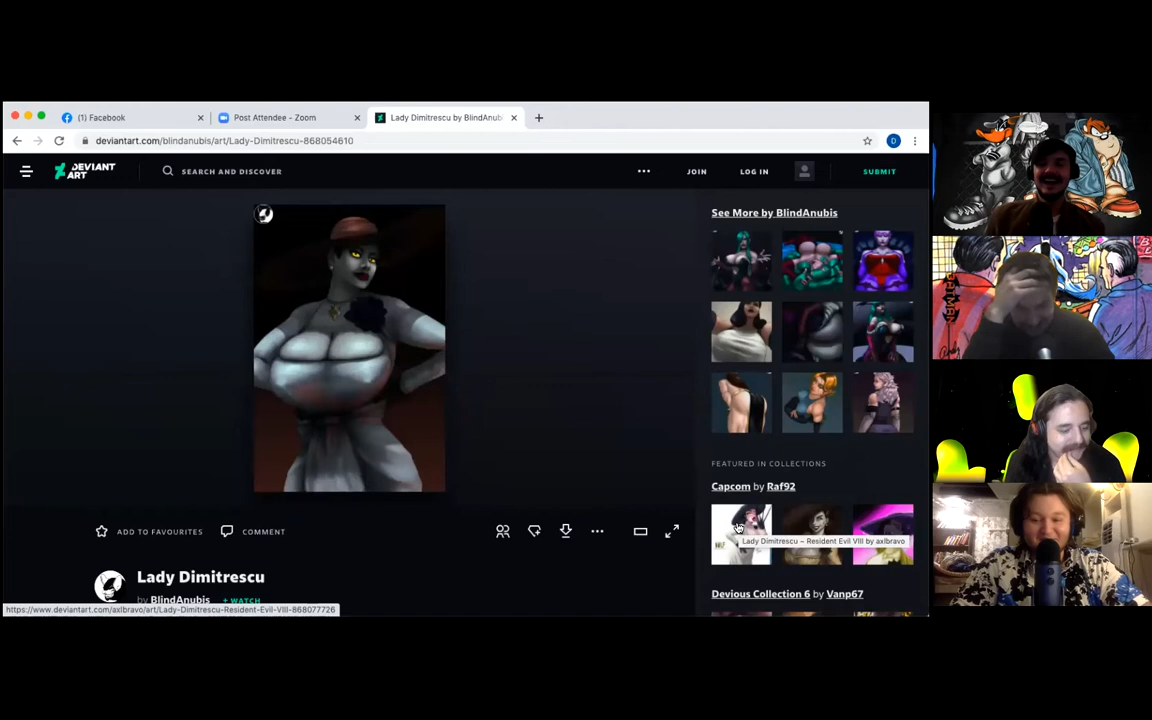 (1) Facebook
Post Attendee - Zoom
Lady Dimitrescu by BlindAnub
deviantart.com/blindanubis/art/Lady-Dimitrescu-868054610
DEVIANT ART
SEARCH AND DISCOVER
JOIN
LOG IN
SUBMIT
See More by BlindAnubis
FEATURED IN COLLECTIONS
Capcom by Raf92
Lady Dimitrescu – Resident Evil VIII by axlbravo
ADD TO FAVOURITES
COMMENT
Lady Dimitrescu
by BlindAnubis + WATCH
Devious Collection 6 by Vanp67
https://www.deviantart.com/axlbravo/art/Lady-Dimitrescu-Resident-Evil-VIII-868077726